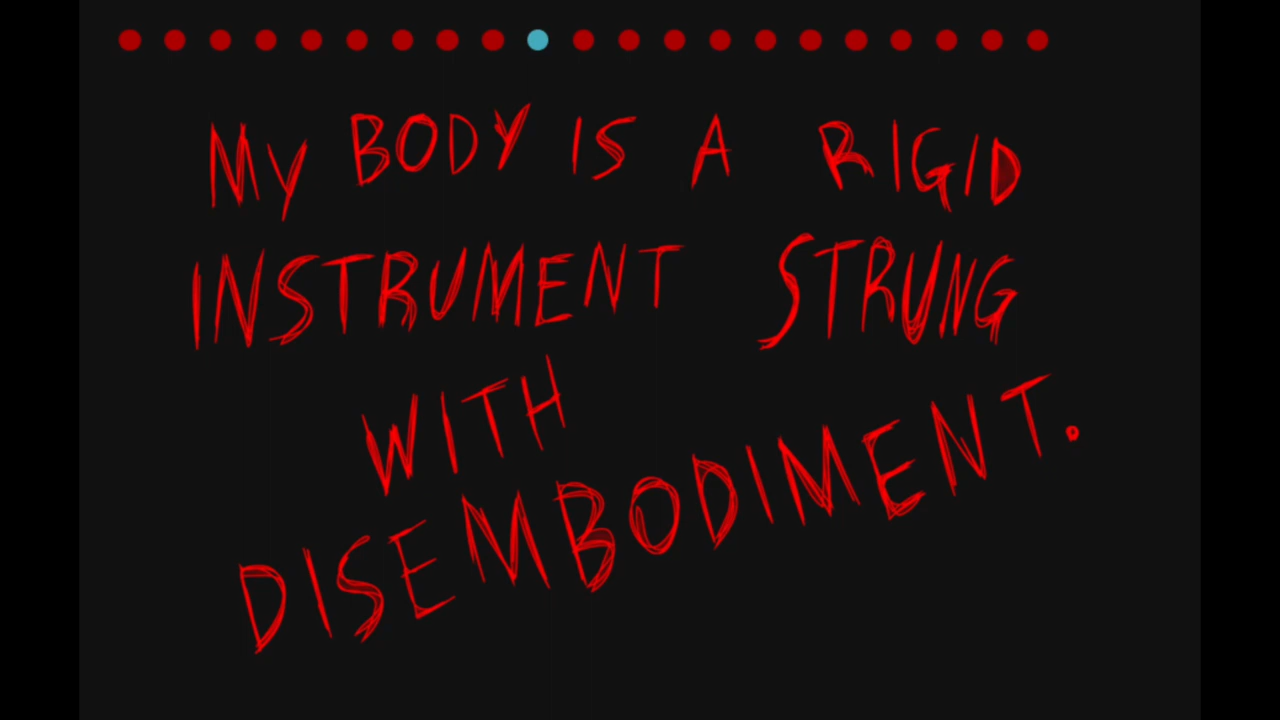 MY BODY IS A RIGID
INSTRUMENT STRUNG
WITH
DISEMBODIMENT.